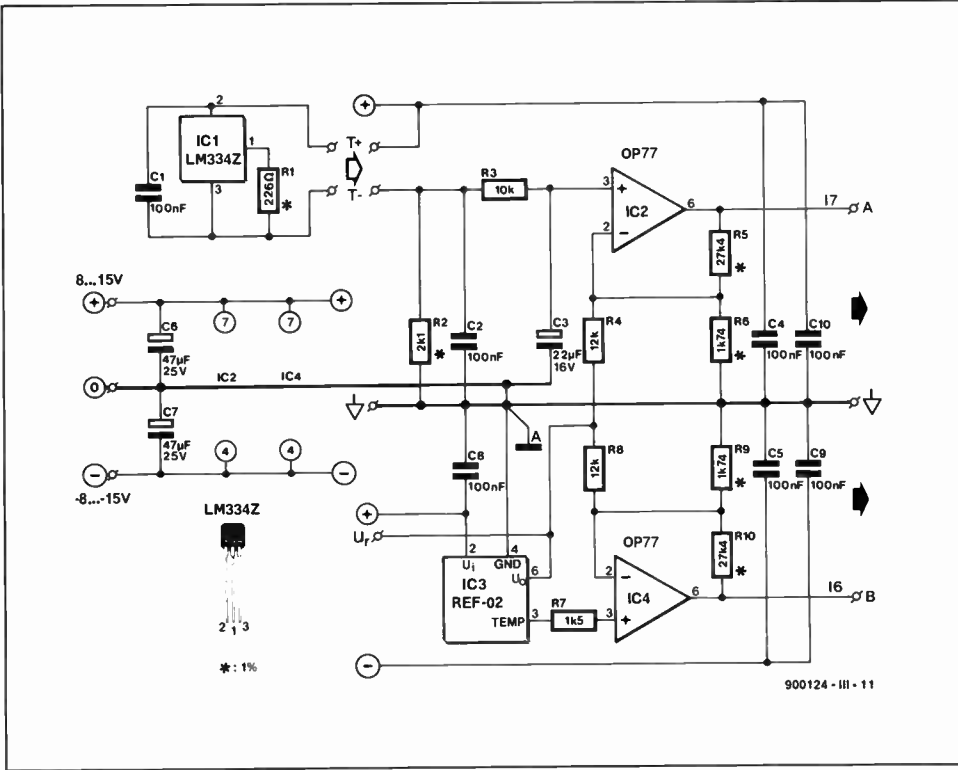 2
+
IC1
LM334Z
1
3
C1
100nF
R1
226Ω
*
T+
T-
R3
10k
OP77
3
+
IC2
2
−
6
I7
A
R5
27k4
*
8...15V
+
7
7
+
C6
47µF
25V
R2
2k1
*
C2
100nF
C3
22µF
16V
R4
12k
R6
1k74
*
C4
100nF
C10
100nF
0
IC2
IC4
C7
47µF
25V
4
4
−
−
-8...-15V
A
C8
100nF
R8
12k
R9
1k74
*
C5
100nF
C9
100nF
LM334Z
2 1 3
*: 1%
+
Ur
2
4
Ui
GND
6
Uo
IC3
REF-02
TEMP
3
R7
1k5
OP77
2
−
IC4
3
+
6
R10
27k4
*
I6
B
−
900124 - III - 11